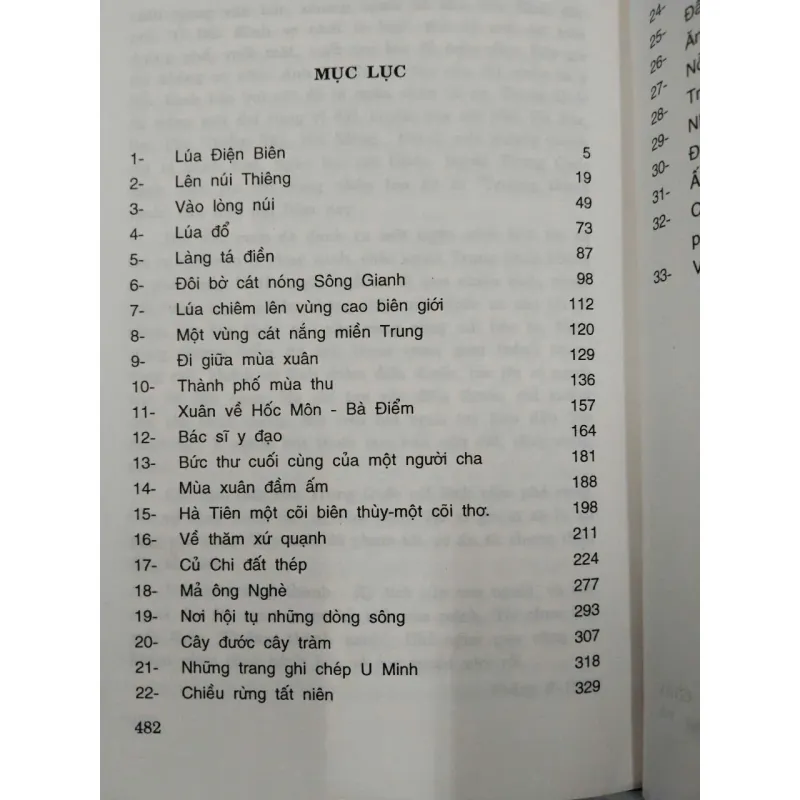 MỤC LỤC
1- Lúa Điện Biên 5
2- Lên núi Thiêng 19
3- Vào lòng núi 49
4- Lúa đổ 73
5- Làng tá điền 87
6- Đôi bờ cát nóng Sông Gianh 98
7- Lúa chiêm lên vùng cao biên giới 112
8- Một vùng cát nắng miền Trung 120
9- Đi giữa mùa xuân 129
10- Thành phố mùa thu 136
11- Xuân về Hốc Môn - Bà Điểm 157
12- Bác sĩ y đạo 164
13- Bức thư cuối cùng của một người cha 181
14- Mùa xuân đầm ấm 188
15- Hà Tiên một cõi biên thùy-một cõi thơ. 198
16- Về thăm xứ quạnh 211
17- Củ Chi đất thép 224
18- Mả ông Nghè 277
19- Nơi hội tụ những dòng sông 293
20- Cây đước cây tràm 307
21- Những trang ghi chép U Minh 318
22- Chiều rừng tất niên 329
482
24-
25-
26-
27-
28-
29-
30-
31-
32-
33-